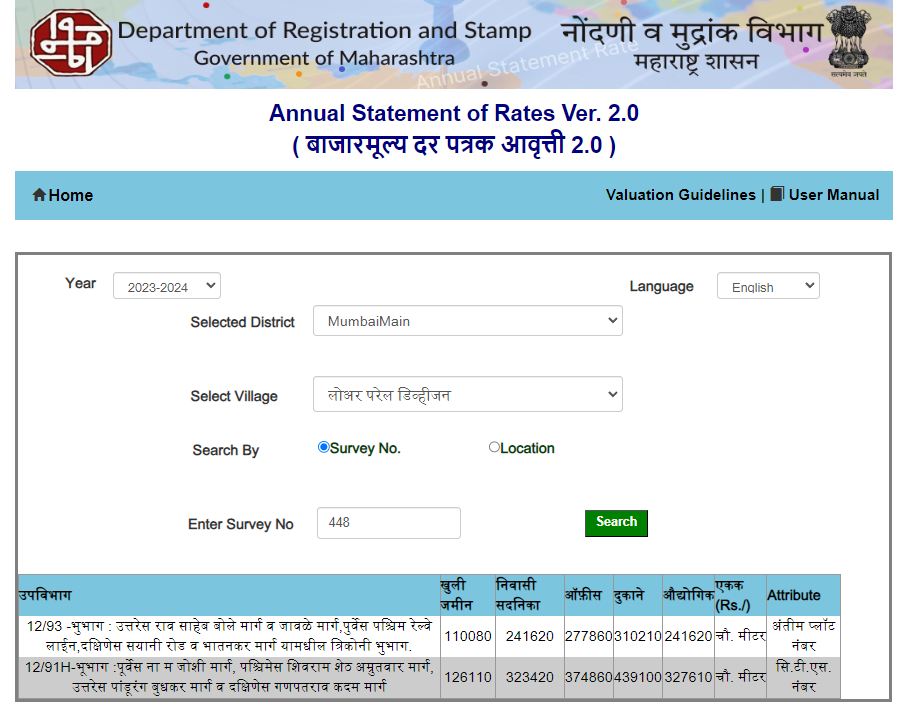 Department of Registration and Stamp
Government of Maharashtra
नोंदणी व मुद्रांक विभाग
महाराष्ट्र शासन
सत्यमेव जयते
Annual Statement Rate
Annual Statement of Rates Ver. 2.0
( बाजारमूल्य दर पत्रक आवृत्ती 2.0 )
Home
Valuation Guidelines | User Manual
Year 2023-2024 Language English
Selected District MumbaiMain
Select Village लोअर परेल डिव्हीजन
Search By Survey No. Location
Enter Survey No 448 Search
उपविभाग खुली जमीन निवासी सदनिका ऑफ़ीस दुकाने औद्योगिक एकक (Rs./) Attribute
12/93 -भुभाग : उत्तरेस राव साहेब बोले मार्ग व जावळे मार्ग,पुर्वेस पश्चिम रेल्वे
लाईन,दक्षिणेस सयानी रोड व भातनकर मार्ग यामधील त्रिकोनी भुभाग.
110080 241620 277860 310210 241620 चौ. मीटर अंतीम प्लॉट नंबर
12/91H-भूभाग :पूर्वेस ना म जोशी मार्ग, पश्चिमेस शिवराम शेठ अमृतवार मार्ग,
उत्तरेस पांडूरंग बुधकर मार्ग व दक्षिणेस गणपतराव कदम मार्ग
126110 323420 374860 439100 327610 चौ. मीटर सि.टी.एस. नंबर